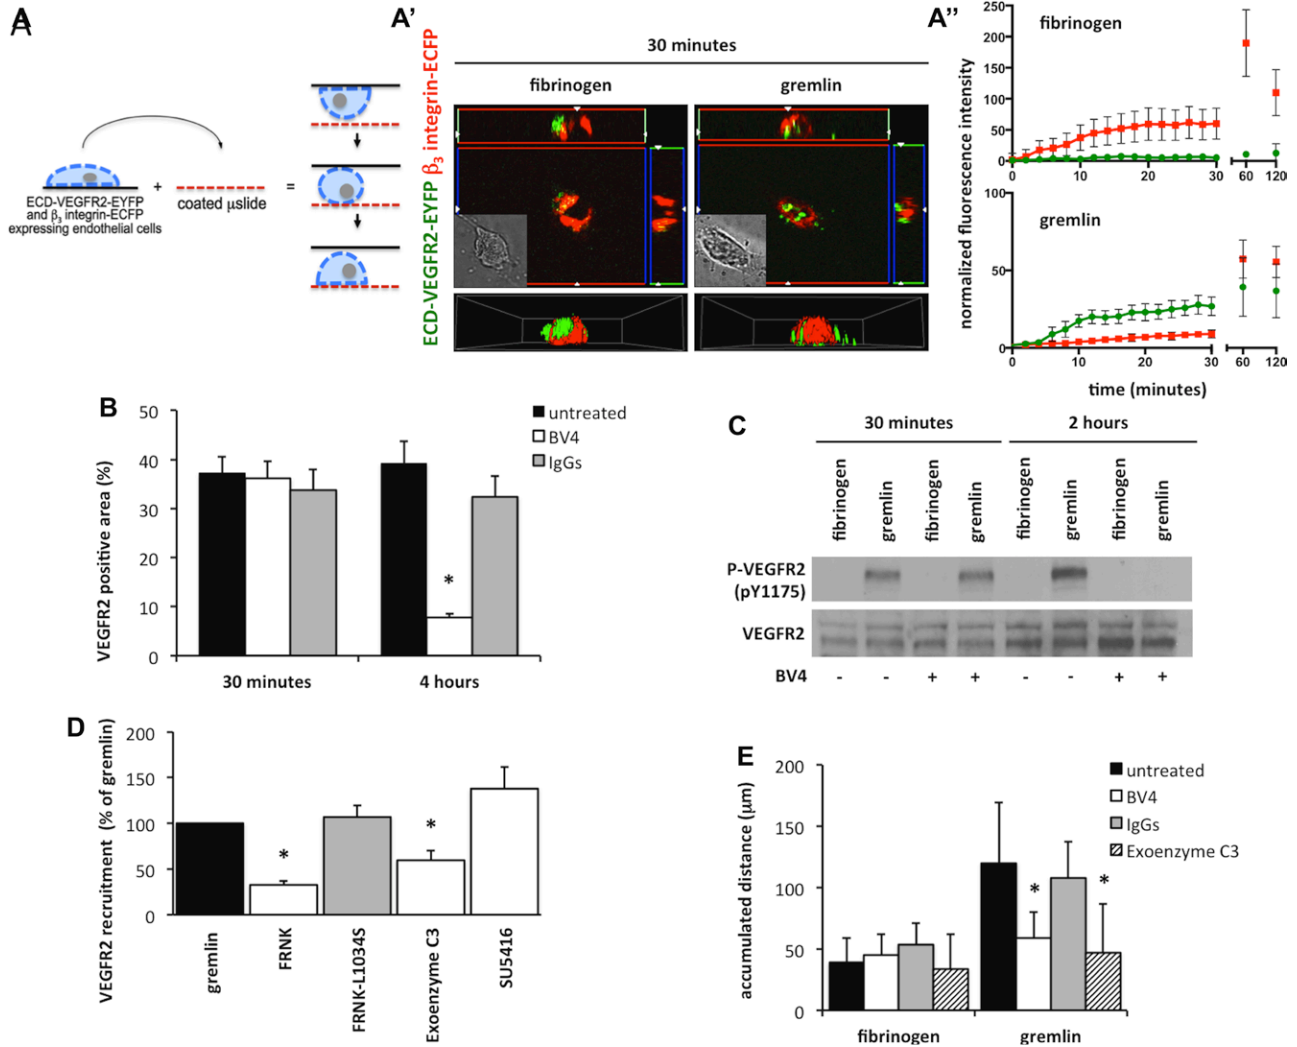 A
A
ECD-VEGFR2-EYFP
and β3 integrin-ECFP
expressing endothelial cells
+
coated μslide
=
A'
30 minutes
fibrinogen
gremlin
ECD-VEGFR2-EYFP
β3 integrin-ECFP
A''
fibrinogen
250
200
150
100
50
0
0
10
20
30
60
120
gremlin
100
50
0
0
10
20
30
60
120
normalized fluorescence intensity
time (minutes)
B
VEGFR2 positive area (%)
50
40
30
20
10
0
*
30 minutes
4 hours
untreated
BV4
IgGs
C
30 minutes
2 hours
fibrinogen
gremlin
fibrinogen
gremlin
fibrinogen
gremlin
fibrinogen
gremlin
P-VEGFR2
(pY1175)
VEGFR2
BV4
- - + + - - + +
D
VEGFR2 recruitment (% of gremlin)
200
150
100
50
0
*
*
gremlin
FRNK
FRNK-L1034S
Exoenzyme C3
SU5416
E
accumulated distance (μm)
200
150
100
50
0
*
*
fibrinogen
gremlin
untreated
BV4
IgGs
Exoenzyme C3